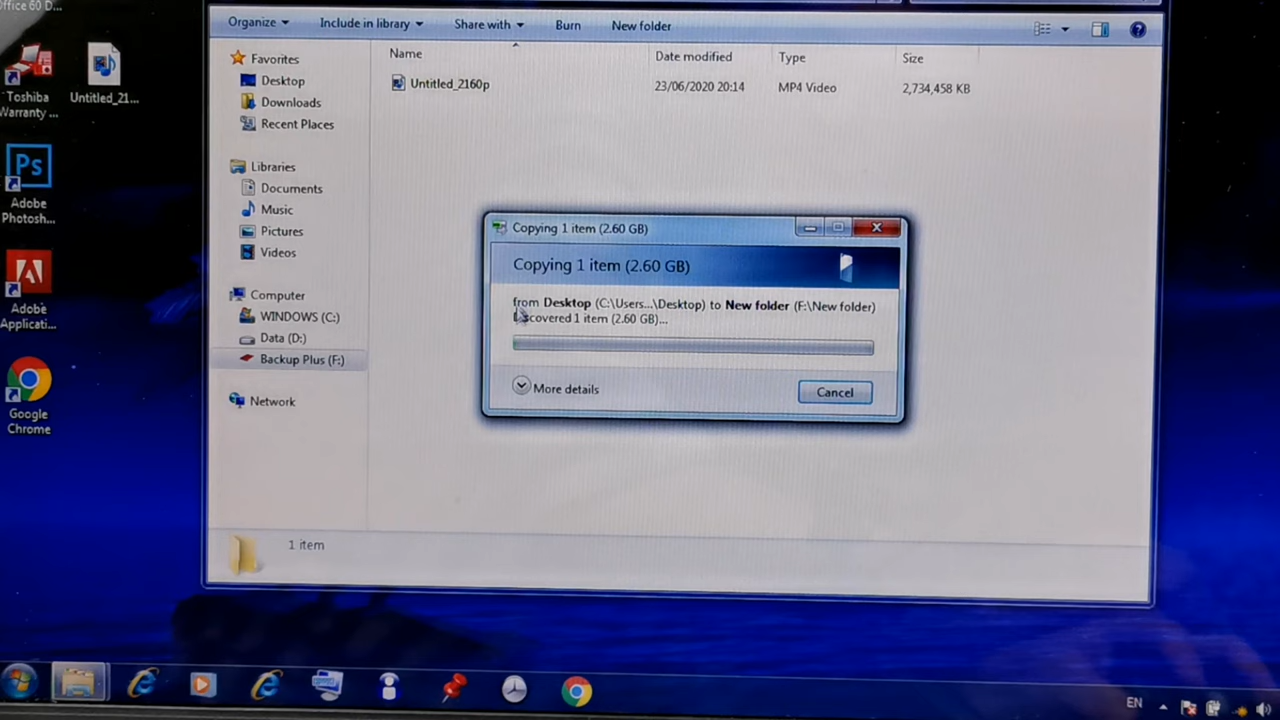 Office 60 D...
Organize
Include in library
Share with
Burn
New folder
Toshiba
Warranty ...
Untitled_21...
Ps
Adobe
Photosh...
Adobe
Applicati...
Google
Chrome
Favorites
Desktop
Downloads
Recent Places
Libraries
Documents
Music
Pictures
Videos
Computer
WINDOWS (C:)
Data (D:)
Backup Plus (F:)
Network
Name
Date modified
Type
Size
Untitled_2160p
23/06/2020 20:14
MP4 Video
2,734,458 KB
Copying 1 item (2.60 GB)
Copying 1 item (2.60 GB)
from Desktop (C:\Users...\Desktop) to New folder (F:\New folder)
Discovered 1 item (2.60 GB)...
More details
Cancel
1 item
EN